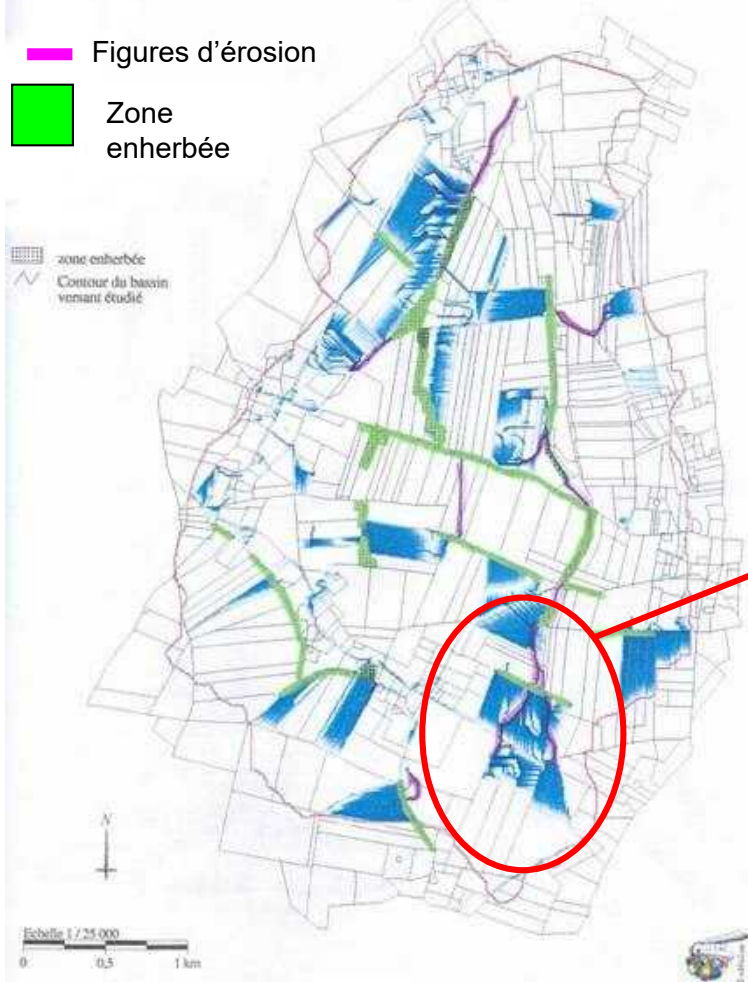 Figures d’érosion
Zone
enherbée
zone enherbée
Contour du bassin
versant étudié
N
Echelle 1 / 25 000
0 0,5 1 km